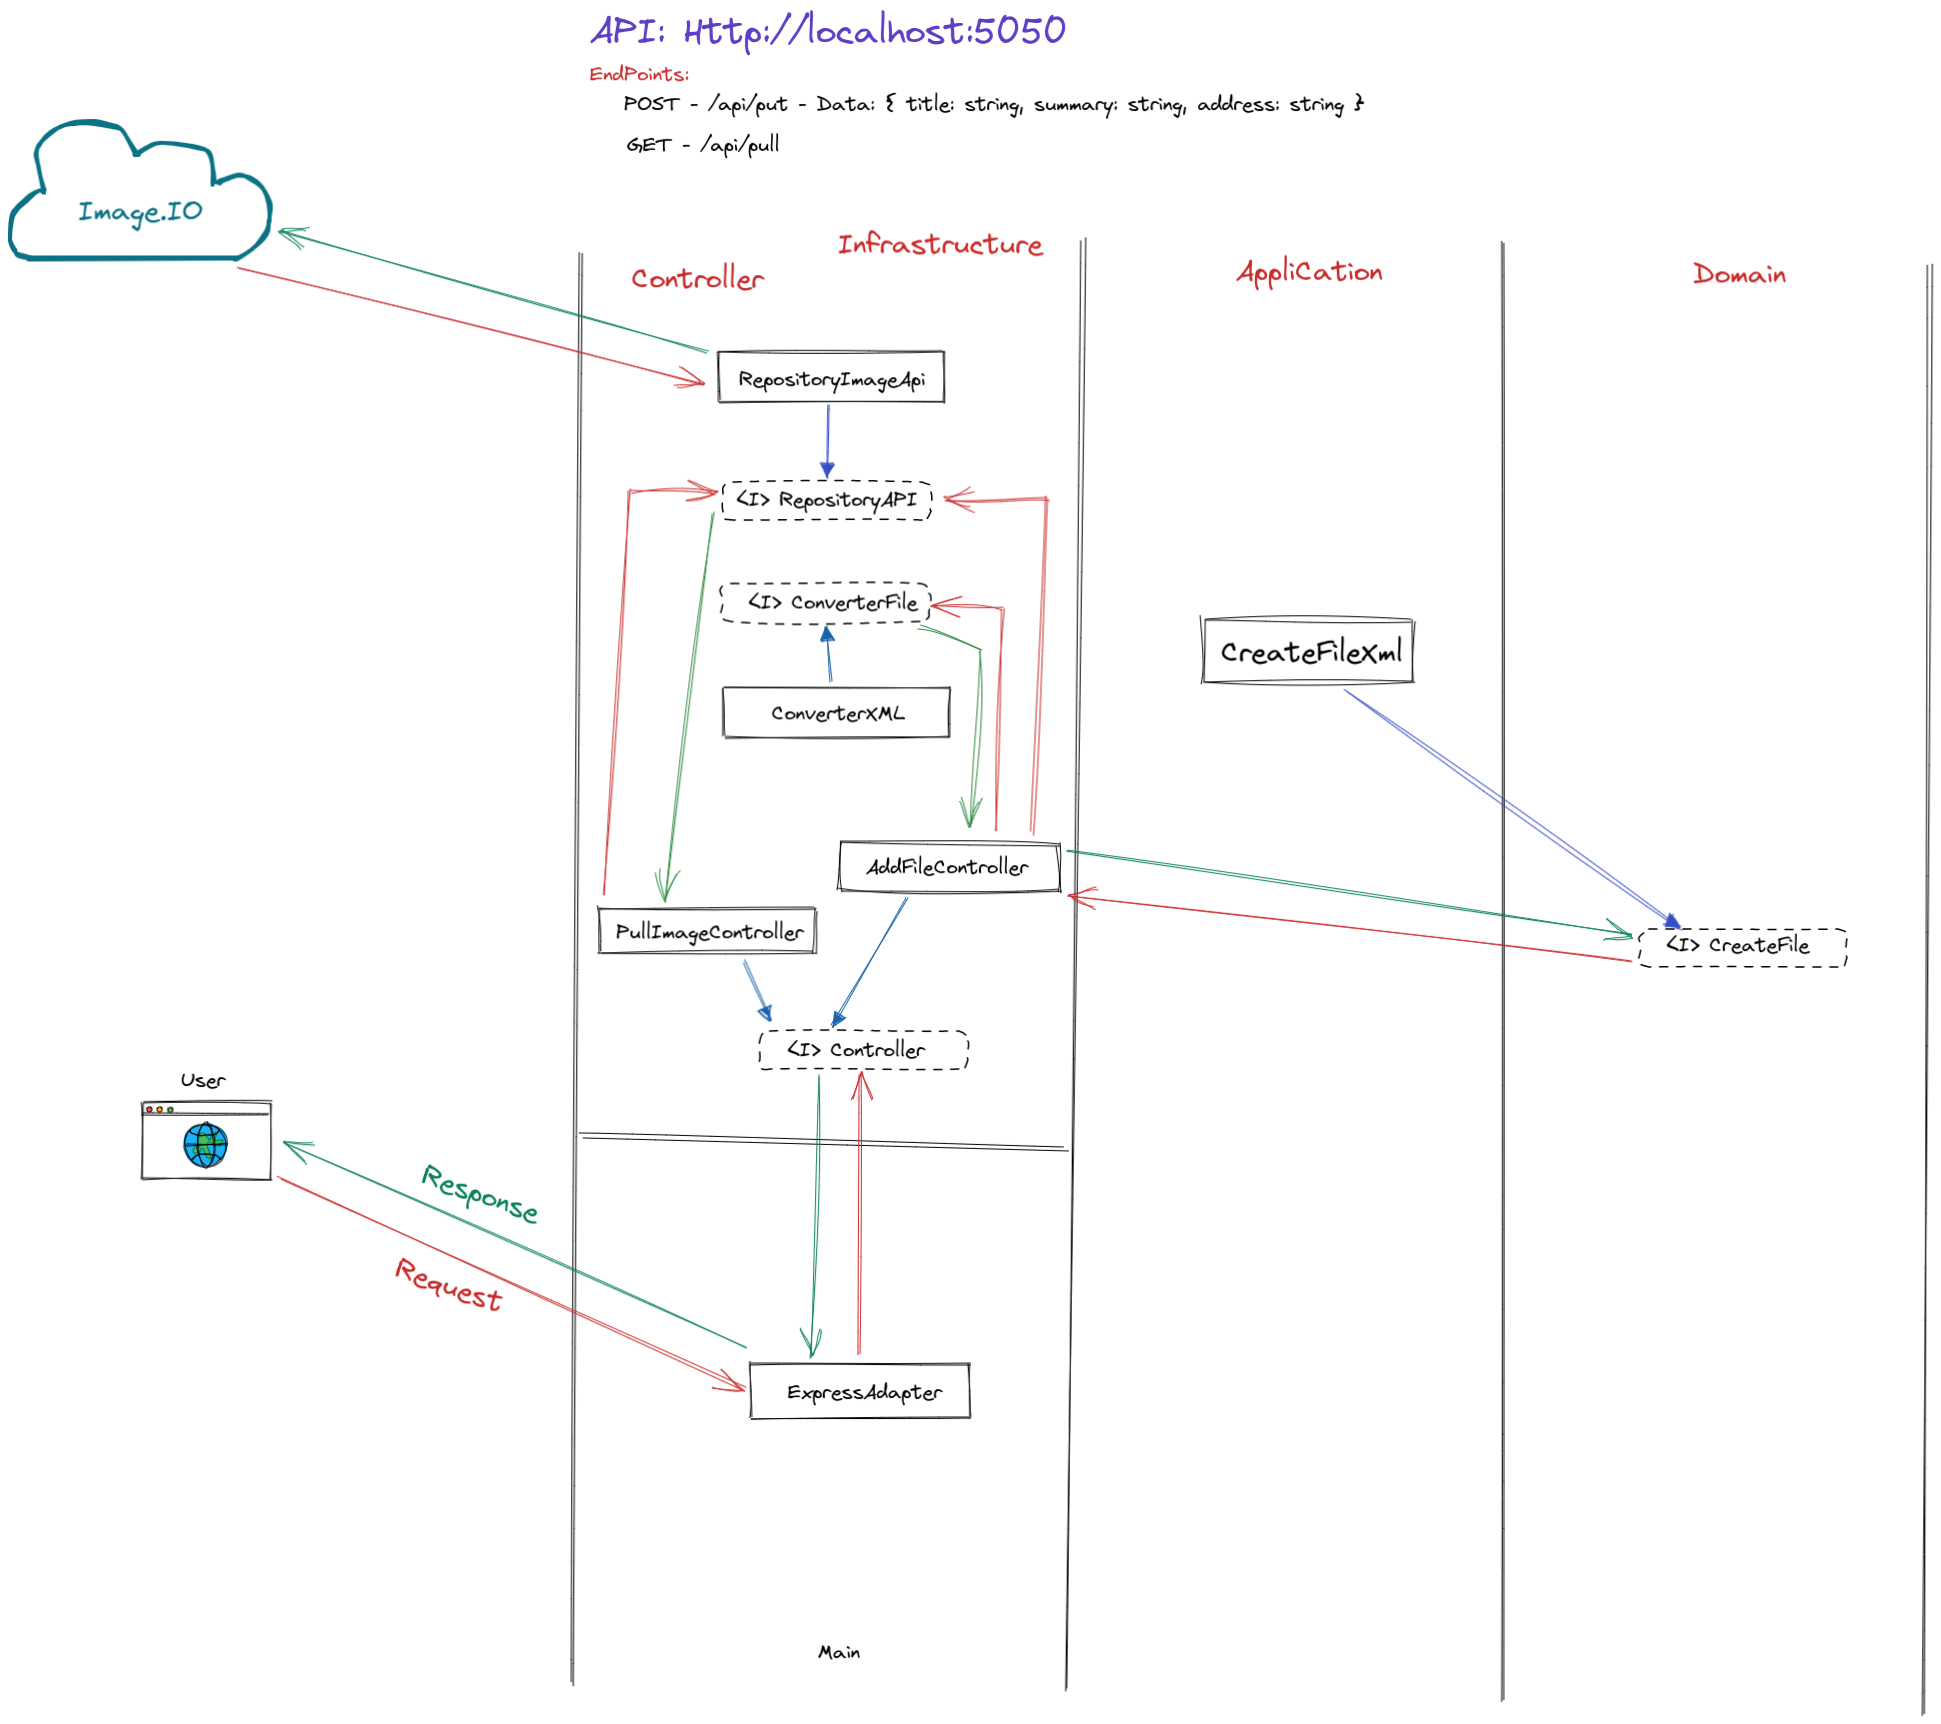 API: Http://localhost:5050
EndPoints:
POST - /api/put - Data: { title: string, summary: string, address: string }
GET - /api/pull
Image.IO
Infrastructure
Controller
AppliCation
Domain
RepositoryImageApi
<I> RepositoryAPI
<I> ConverterFile
CreateFileXml
ConverterXML
AddFileController
PullImageController
<I> CreateFile
<I> Controller
User
Response
Request
ExpressAdapter
Main